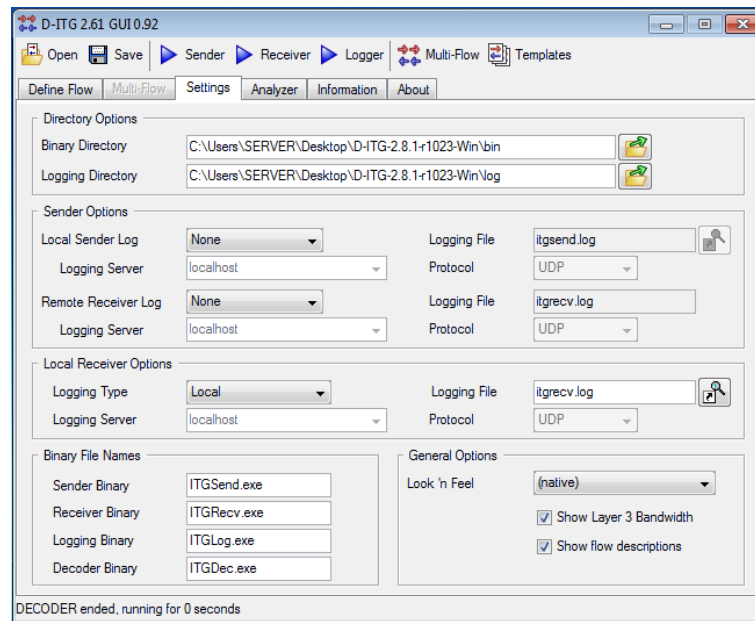 D-ITG 2.61 GUI 0.92
Open Save Sender Receiver Logger Multi-Flow Templates
Define Flow Multi-Flow Settings Analyzer Information About
Directory Options
Binary Directory C:\Users\SERVER\Desktop\D-ITG-2.8.1-r1023-Win\bin
Logging Directory C:\Users\SERVER\Desktop\D-ITG-2.8.1-r1023-Win\log
Sender Options
Local Sender Log None Logging File itgsend.log
Logging Server localhost Protocol UDP
Remote Receiver Log None Logging File itgrecv.log
Logging Server localhost Protocol UDP
Local Receiver Options
Logging Type Local Logging File itgrecv.log
Logging Server localhost Protocol UDP
Binary File Names General Options
Sender Binary ITGSend.exe Look 'n Feel (native)
Receiver Binary ITGRecv.exe Show Layer 3 Bandwidth
Logging Binary ITGLog.exe Show flow descriptions
Decoder Binary ITGDec.exe
DECODER ended, running for 0 seconds